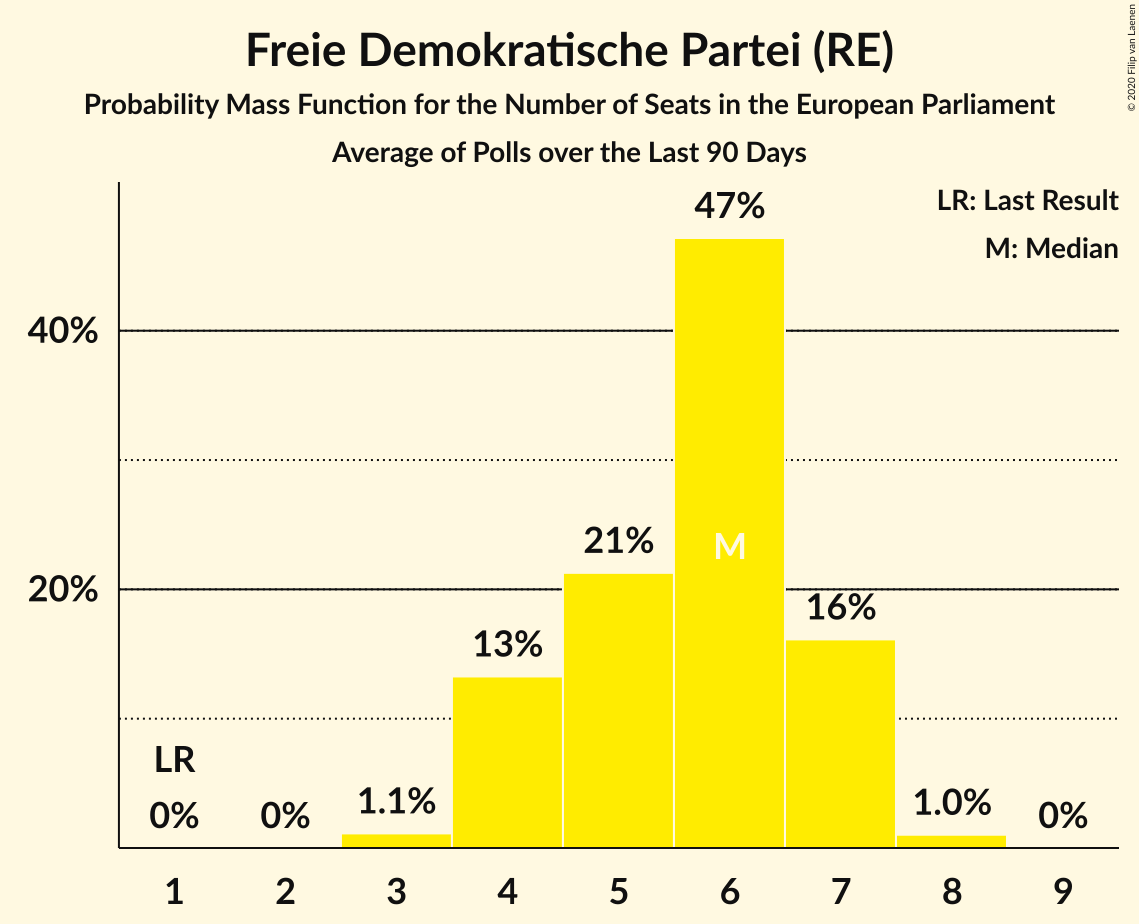 Freie Demokratische Partei (RE)
Probability Mass Function for the Number of Seats in the European Parliament
Average of Polls over the Last 90 Days
© 2020 Filip van Laenen
LR: Last Result
M: Median
47%
40%
21%
M
20%
16%
13%
LR
0%
0%
1.1%
1.0%
0%
1 2 3 4 5 6 7 8 9